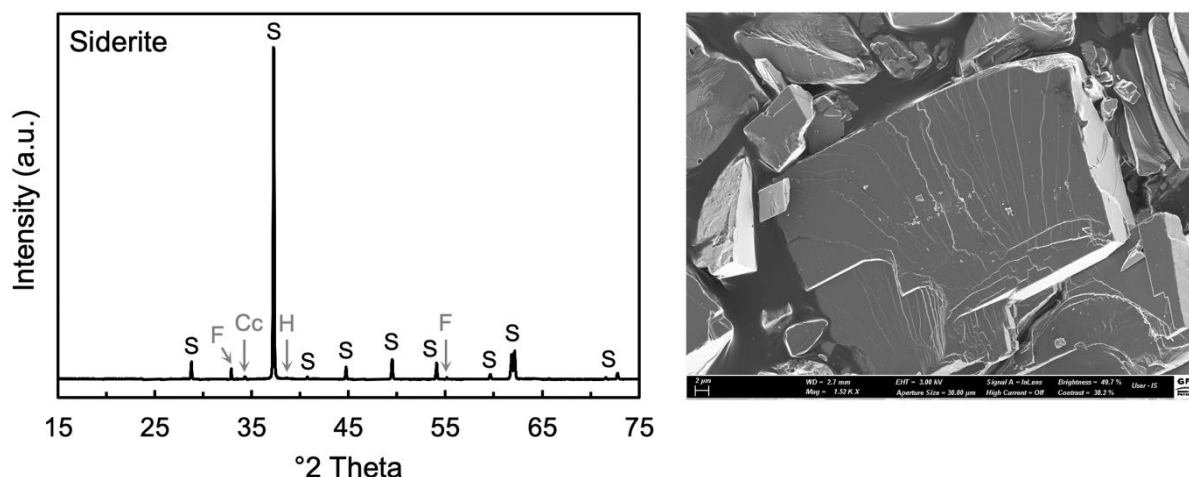 Siderite
S
F
Cc
H
S
S
S
S
S
F
S
S
S
Intensity (a.u.)
15 25 35 45 55 65 75
°2 Theta
2 µm
WD = 2.7 mm EHT = 3.00 kV Signal A = InLens Brightness = 49.7% User - IS
Mag = 1.52 K X Aperture Size = 30.00 µm High Current = Off Contrast = 30.2 %